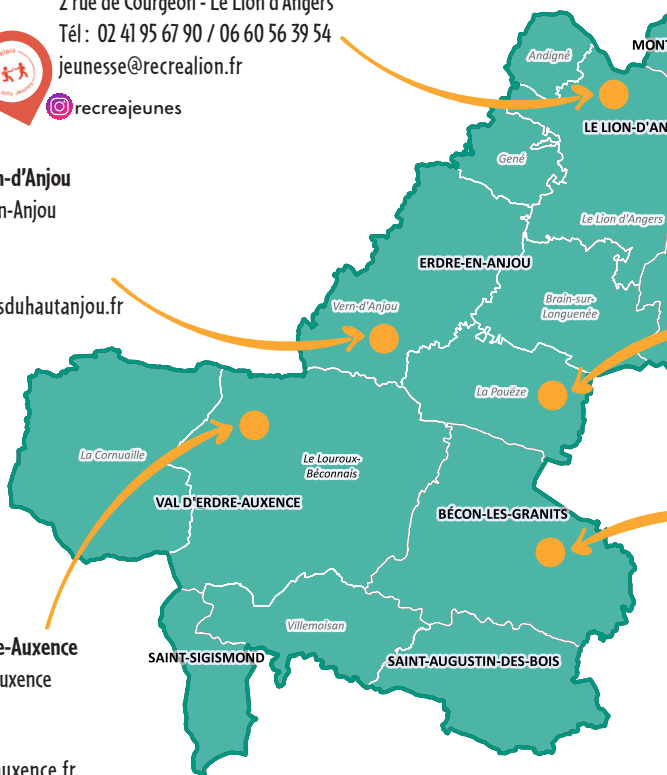 2 rue de Courgeon - Le Lion d'Angers
Tél : 02 41 95 67 90 / 06 60 56 39 54
jeunesse@recrealion.fr
recreajeunes
n-d'Anjou
n-Anjou
sduhautanjou.fr
e-Auxence
uxence
auxence.fr
Andigné
MONT
LE LION-D'AN
Gené
Le Lion d'Angers
ERDRE-EN-ANJOU
Vern-d'Anjou
Brain-sur-
Longuenée
La Pouëze
La Cornuaille
Le Louroux-
Béconnais
VAL D'ERDRE-AUXENCE
BÉCON-LES-GRANITS
Villemoisan
SAINT-SIGISMOND
SAINT-AUGUSTIN-DES-BOIS